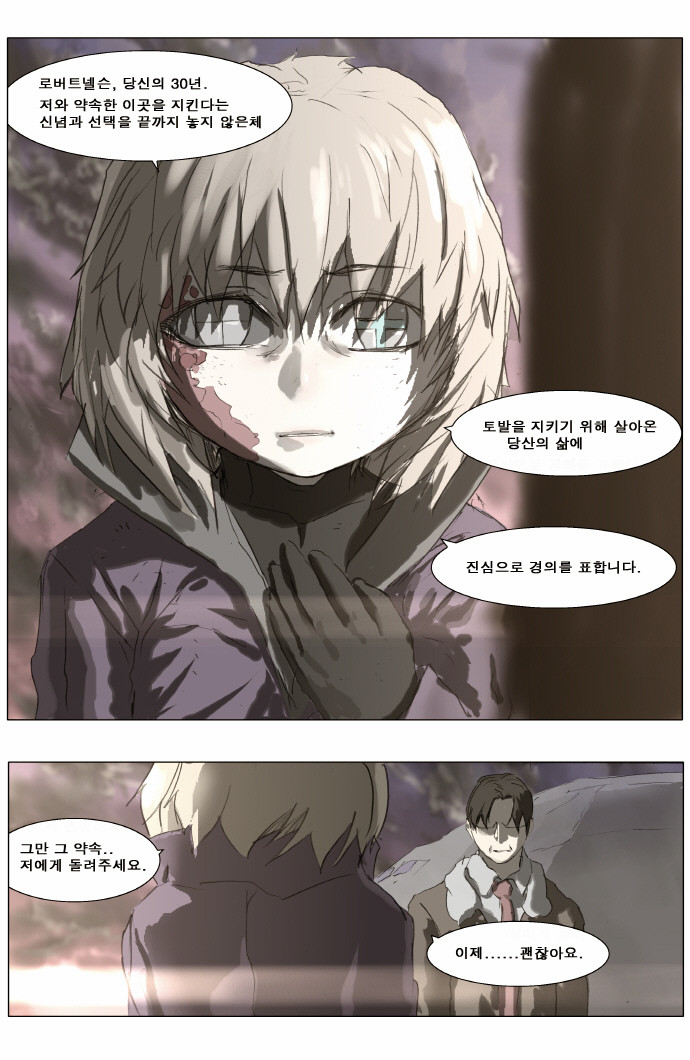 로버트넬슨, 당신의 30년.
저와 약속한 이곳을 지킨다는
신념과 선택을 끝까지 놓지 않은체
토발을 지키기 위해 살아온
당산의 삶에
진심으로 경의를 표합니다.
그만 그 약속..
저에게 돌려주세요.
이제......괜찮아요.